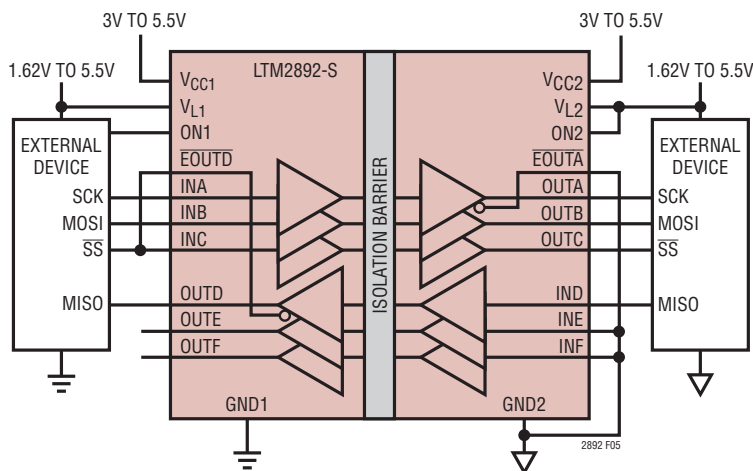 3V TO 5.5V
3V TO 5.5V
1.62V TO 5.5V
LTM2892-S
1.62V TO 5.5V
VCC1
VCC2
VL1
VL2
ON1
ON2
EXTERNAL
DEVICE
EXTERNAL
DEVICE
EOUTD
EOUTA
SCK
INA
OUTA
SCK
MOSI
INB
OUTB
MOSI
SS
INC
OUTC
SS
ISOLATION BARRIER
MISO
OUTD
IND
MISO
OUTE
INE
OUTF
INF
GND1
GND2
2892 F05